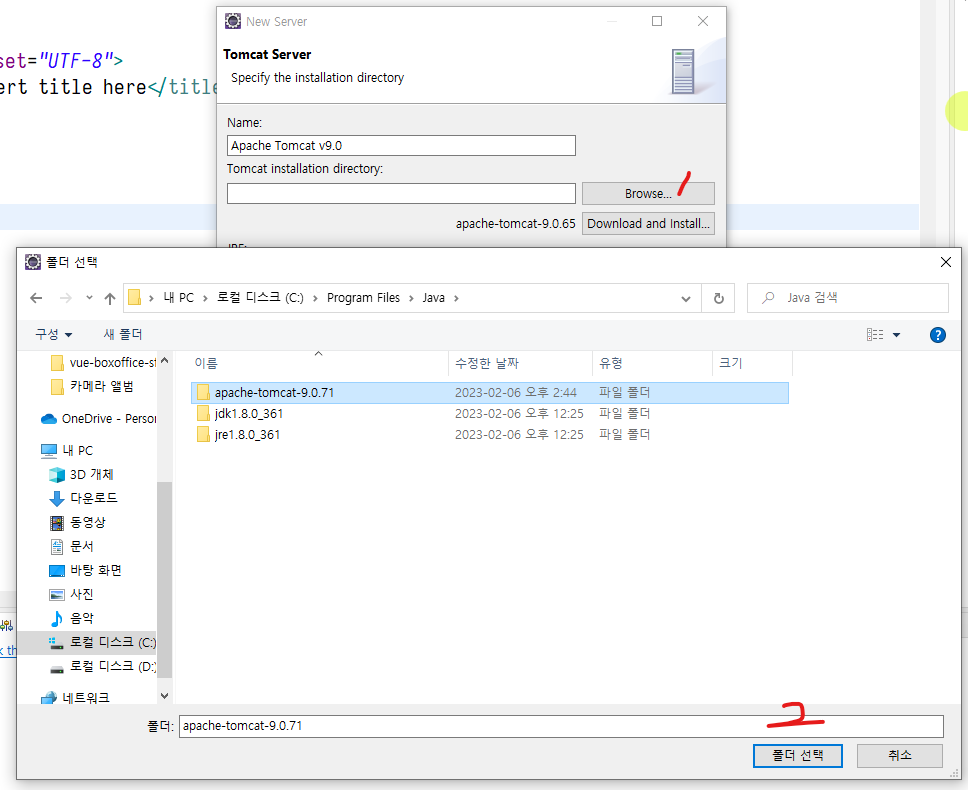 New Server
set="UTF-8">
ert title here</title
Tomcat Server
Specify the installation directory
Name:
Apache Tomcat v9.0
Tomcat installation directory:
Browse...
1
apache-tomcat-9.0.65
Download and Install...
JRE:
폴더 선택
내 PC
로컬 디스크 (C:)
Program Files
Java
Java 검색
구성
새 폴더
?
vue-boxoffice-st
카메라 앨범
OneDrive - Person
내 PC
3D 개체
다운로드
동영상
문서
바탕 화면
사진
음악
로컬 디스크 (C:)
로컬 디스크 (D:)
네트워크
이름
수정한 날짜
유형
크기
apache-tomcat-9.0.71
2023-02-06 오후 2:44
파일 폴더
jdk1.8.0_361
2023-02-06 오후 12:25
파일 폴더
jre1.8.0_361
2023-02-06 오후 12:25
파일 폴더
k th
폴더:
apache-tomcat-9.0.71
2
폴더 선택
취소